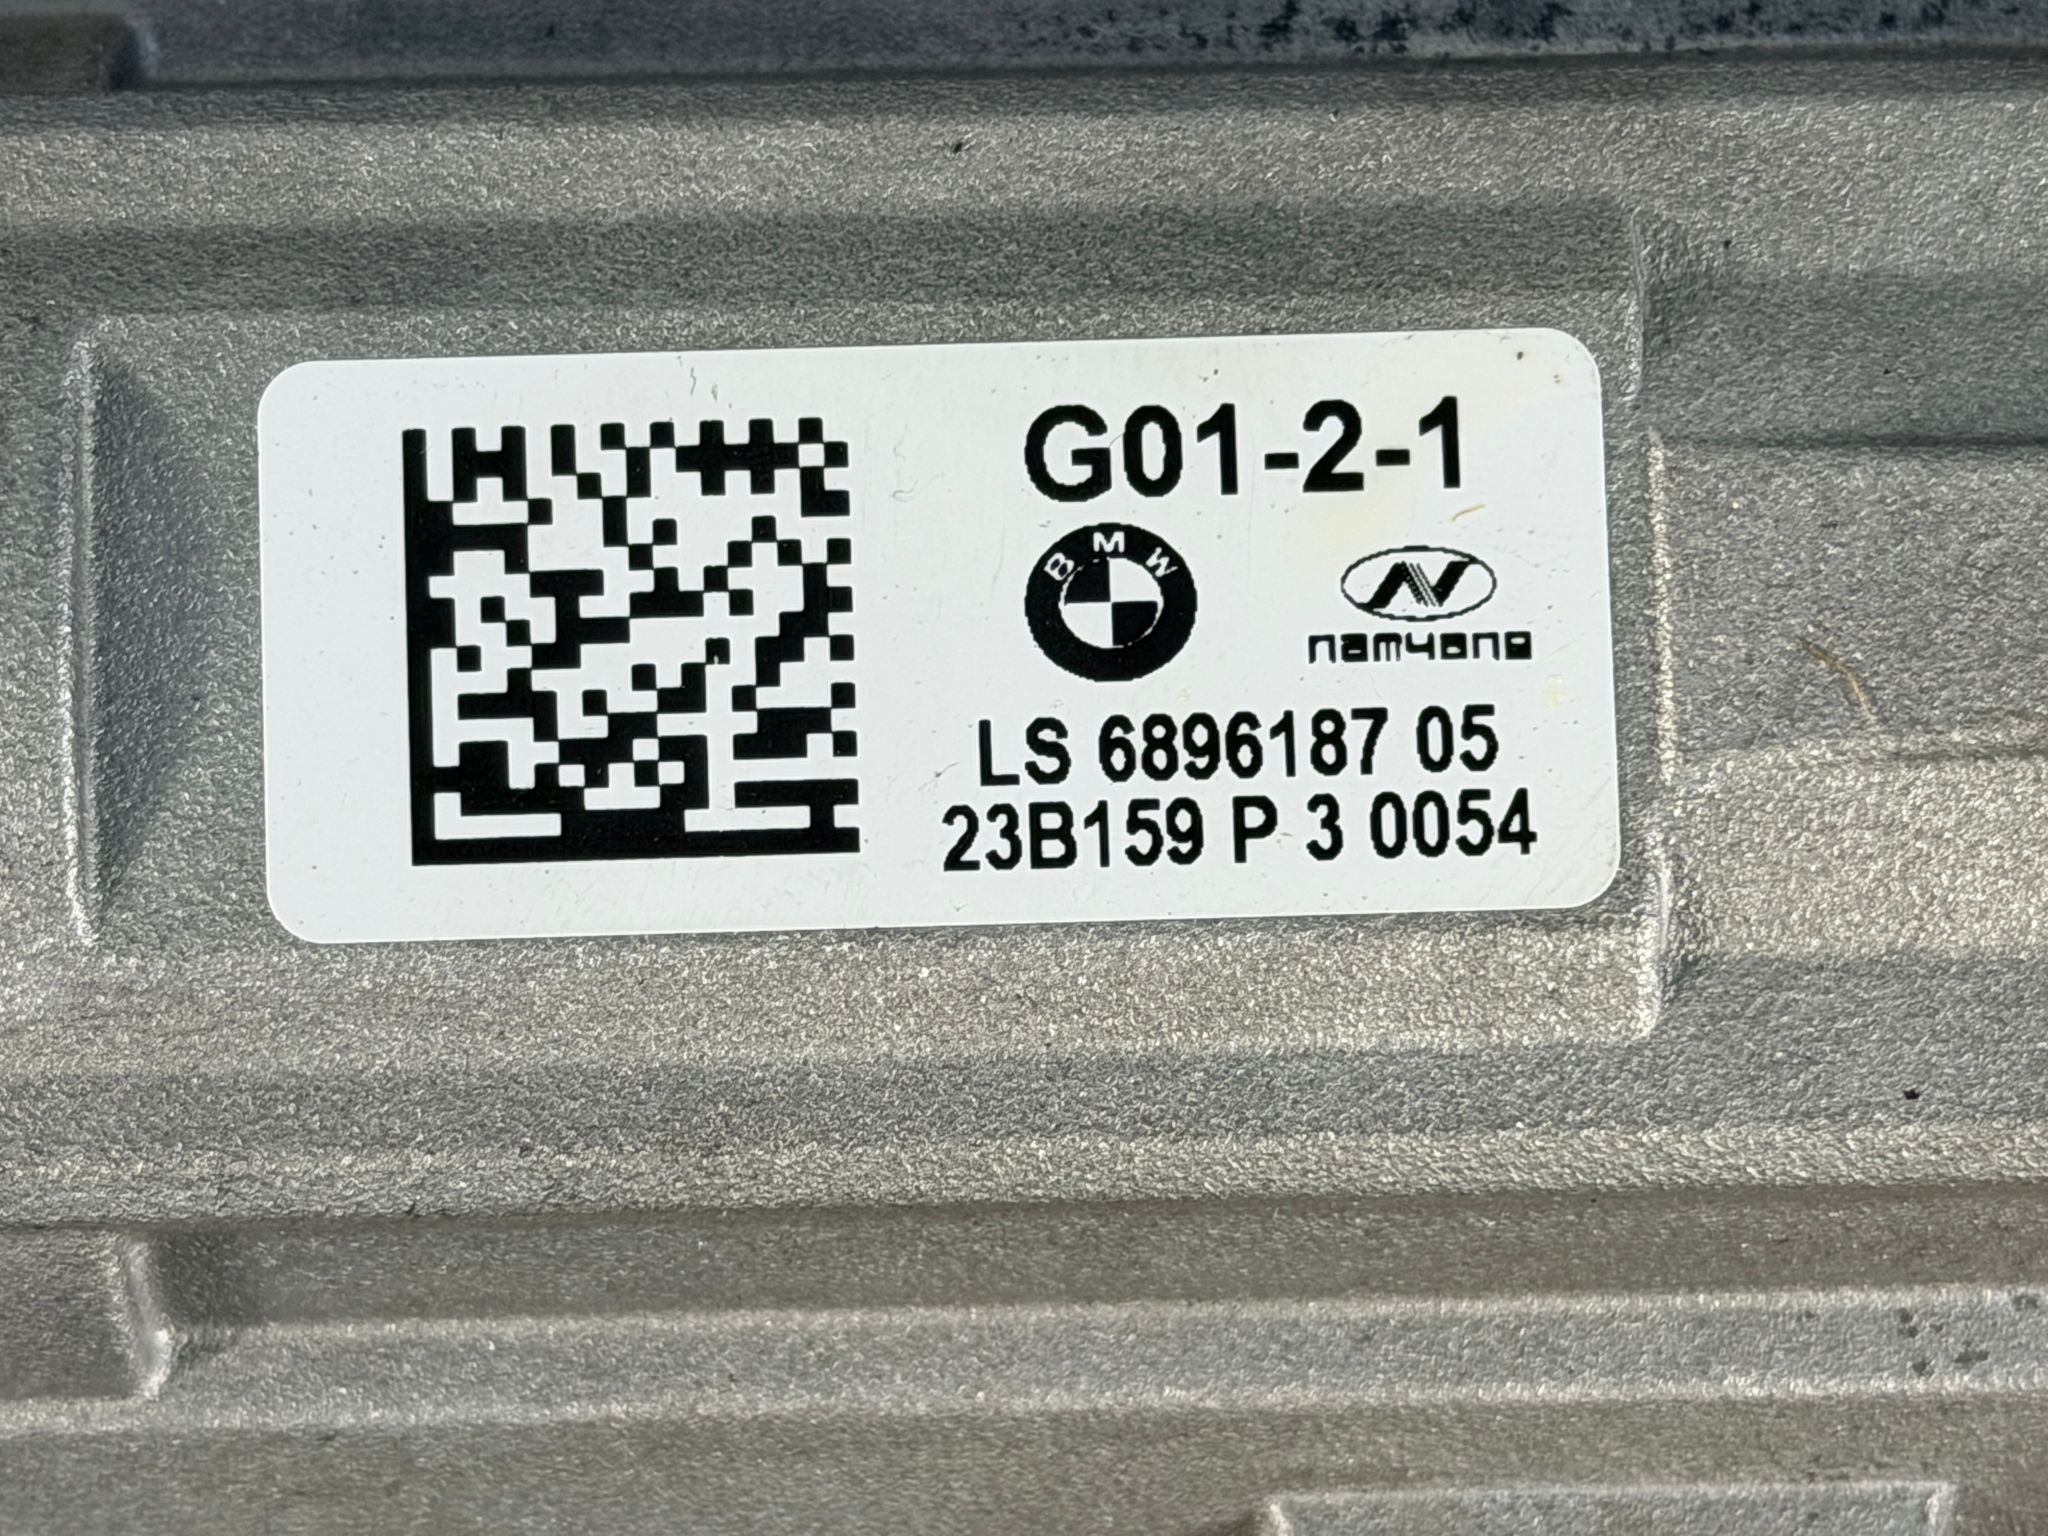 G01-2-1
BMW
namyang
LS 6896187 05
23B159 P 3 0054